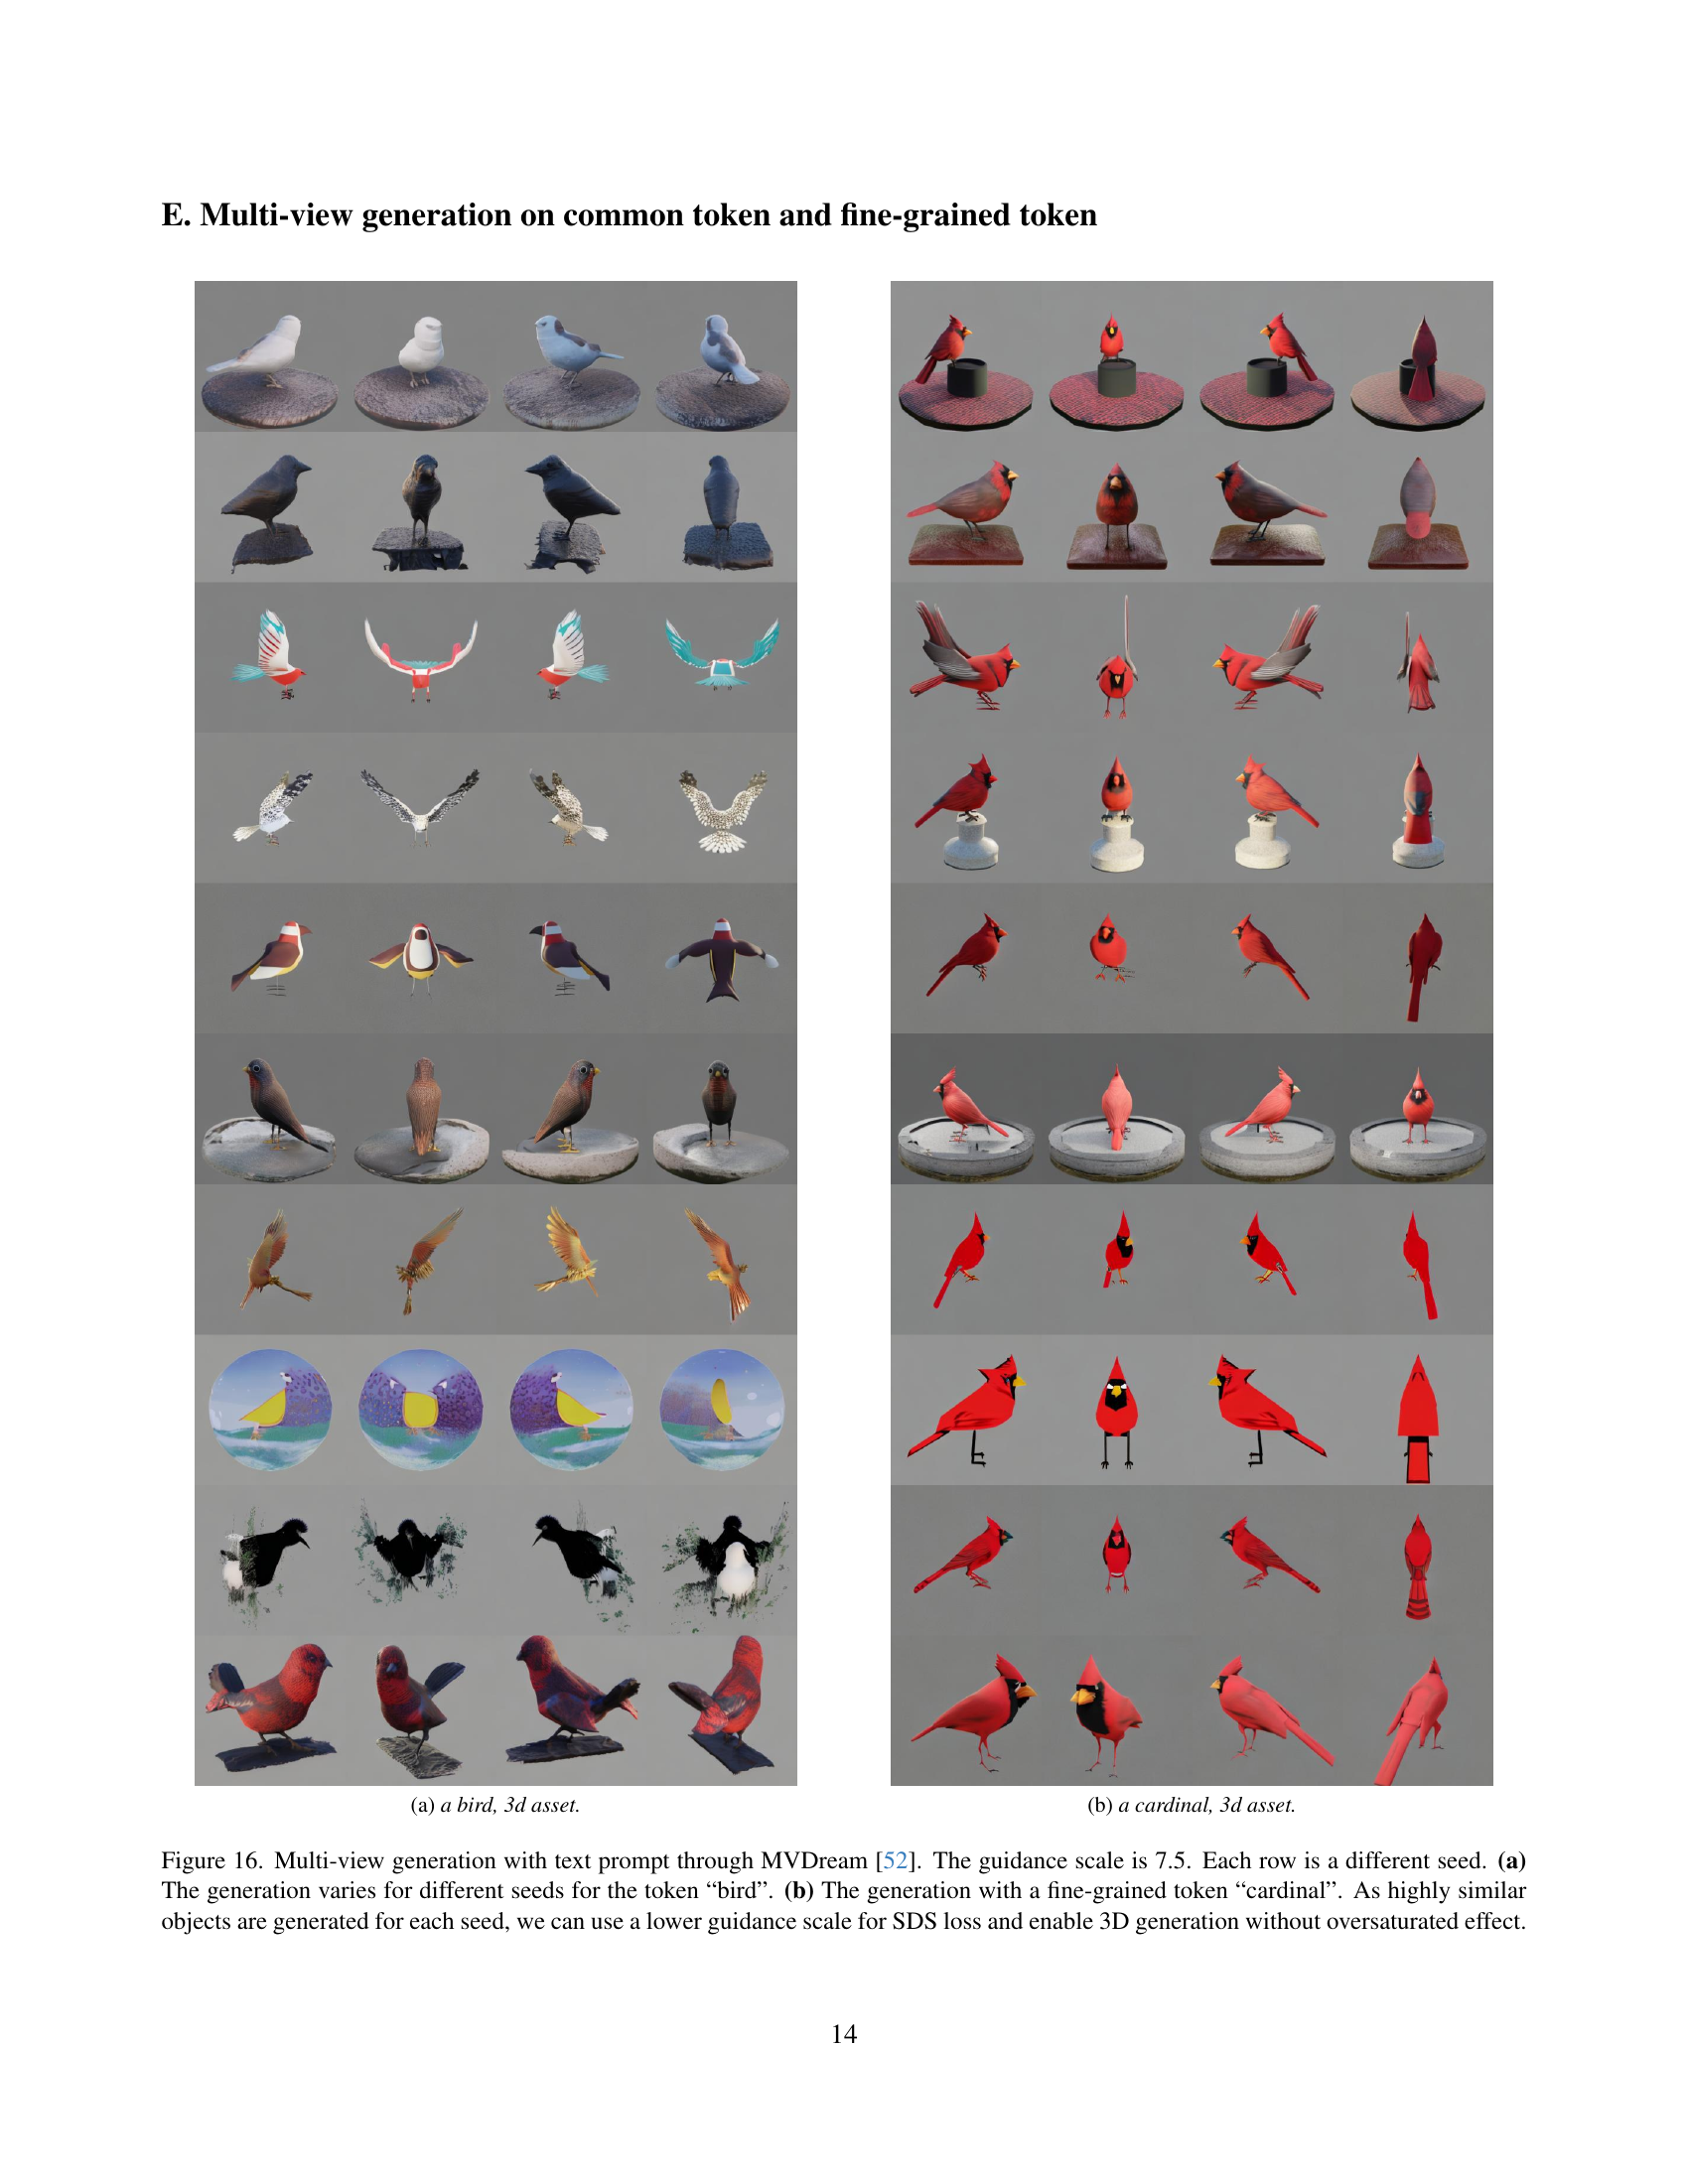 E. Multi-view generation on common token and fine-grained token
(a) a bird, 3d asset.
(b) a cardinal, 3d asset.
Figure 16. Multi-view generation with text prompt through MVDream [52]. The guidance scale is 7.5. Each row is a different seed. (a)
The generation varies for different seeds for the token “bird”. (b) The generation with a fine-grained token “cardinal”. As highly similar
objects are generated for each seed, we can use a lower guidance scale for SDS loss and enable 3D generation without oversaturated effect.
14